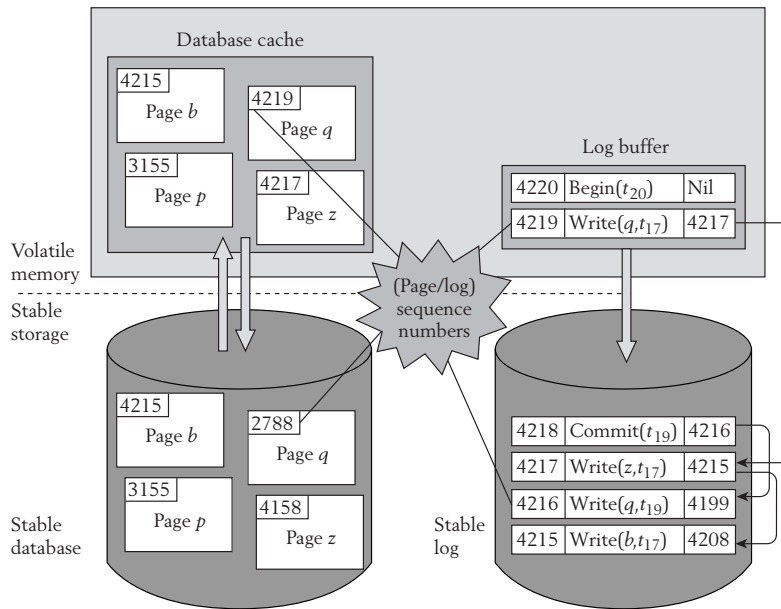 Database cache
4215
Page b
4219
Page q
3155
Page p
4217
Page z
Log buffer
4220 Begin(t20) Nil
4219 Write(q,t17) 4217
Volatile
memory
(Page/log)
sequence
numbers
Stable
storage
4215
Page b
2788
Page q
3155
Page p
4158
Page z
Stable
database
4218 Commit(t19) 4216
4217 Write(z,t17) 4215
4216 Write(q,t19) 4199
4215 Write(b,t17) 4208
Stable
log